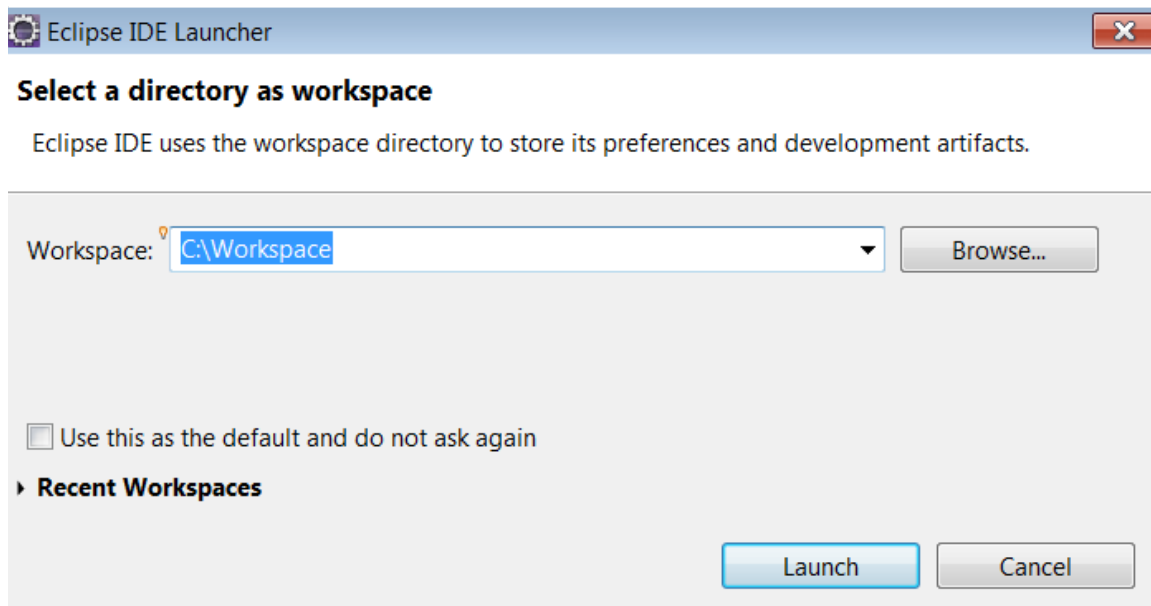 Eclipse IDE Launcher
Select a directory as workspace
Eclipse IDE uses the workspace directory to store its preferences and development artifacts.
Workspace: C:\Workspace Browse...
Use this as the default and do not ask again
Recent Workspaces
Launch Cancel